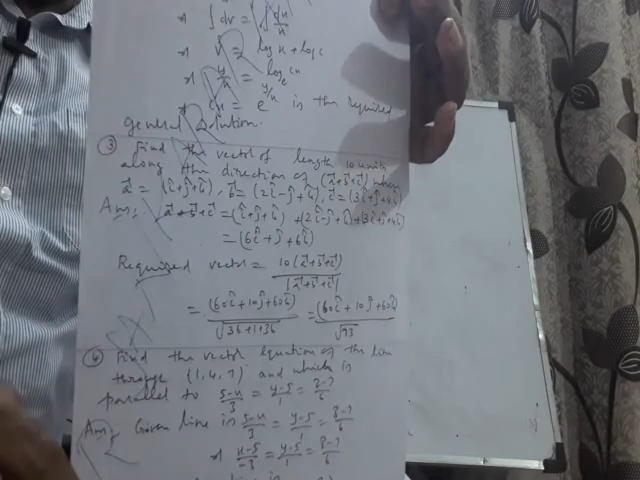 ⇒ ∫dv = ∫dx/x
⇒ v = log x + log c
⇒ y/x = logₑ cx
⇒ cx = e^(y/x) is the required
general solution.
③ Find the vector of length 10 units
along the direction of (a⃗+b⃗+c⃗) when
a⃗ = (î+ĵ+k̂), b⃗ = (2î-ĵ+k̂), c⃗ = (3î+ĵ+4k̂)
Ans, a⃗+b⃗+c⃗ = (î+ĵ+k̂) + (2î-ĵ+k̂)+(3î+ĵ+4k̂)
= (6î+ĵ+6k̂)
Required vector = 10(a⃗+b⃗+c⃗)/|a⃗+b⃗+c⃗|
= (60î+10ĵ+60k̂)/√(36+1+36) = (60î+10ĵ+60k̂)/√73
Find the vector equation of the line
through (1, 4, 7) and which is
parallel to (5-x)/3 = (y-5)/1 = (z-7)/6
Ans, Given line is (5-x)/3 = (y-5)/1 = (z-7)/6
⇒ (x-5)/-3 = (y-5)/1 = (z-7)/6